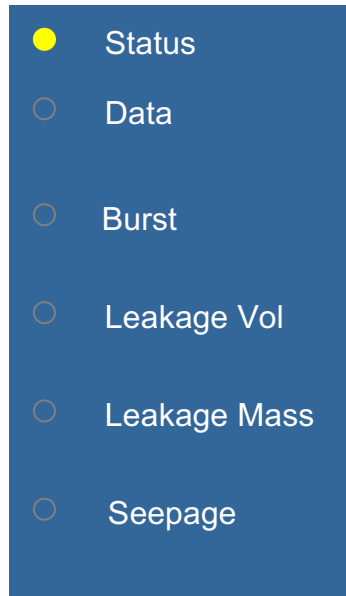 Status
Data
Burst
Leakage Vol
Leakage Mass
Seepage